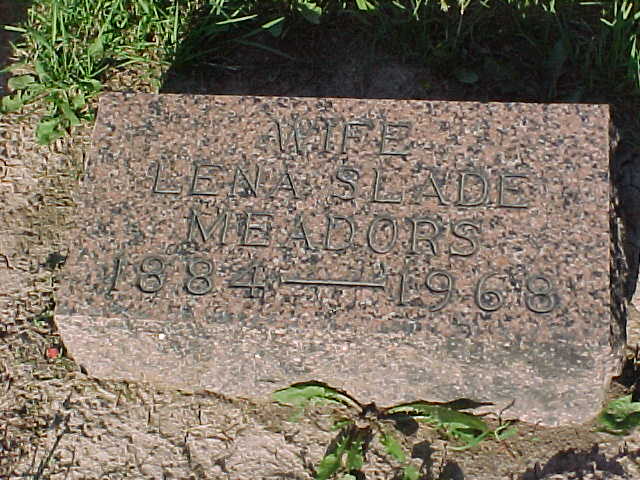 WIFE
LENA SLADE
MEADORS
1884 — 1968